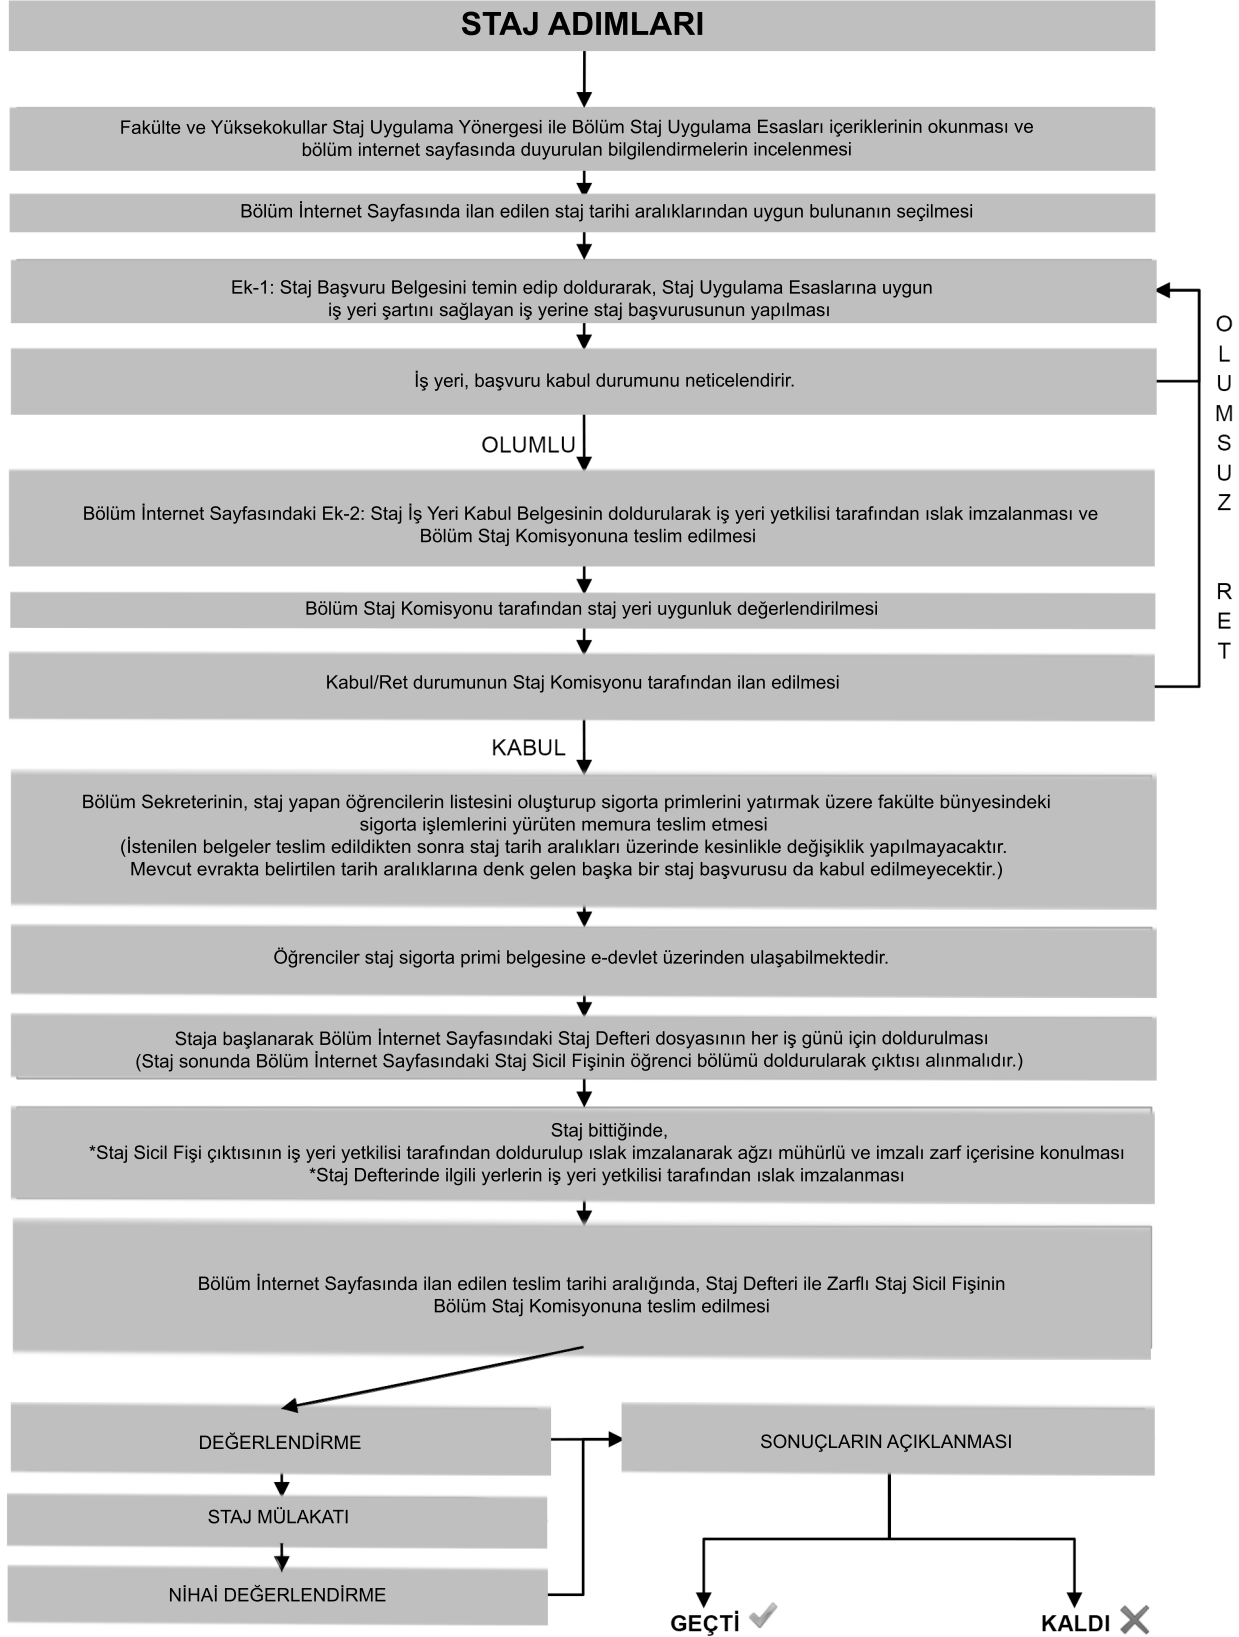 STAJ ADIMLARI
Fakülte ve Yüksekokullar Staj Uygulama Yönergesi ile Bölüm Staj Uygulama Esasları içeriklerinin okunması ve
bölüm internet sayfasında duyurulan bilgilendirmelerin incelenmesi
Bölüm İnternet Sayfasında ilan edilen staj tarihi aralıklarından uygun bulunanın seçilmesi
Ek-1: Staj Başvuru Belgesini temin edip doldurarak, Staj Uygulama Esaslarına uygun
iş yeri şartını sağlayan iş yerine staj başvurusunun yapılması
İş yeri, başvuru kabul durumunu neticelendirir.
OLUMSUZ RET
OLUMLU
Bölüm İnternet Sayfasındaki Ek-2: Staj İş Yeri Kabul Belgesinin doldurularak iş yeri yetkilisi tarafından ıslak imzalanması ve
Bölüm Staj Komisyonuna teslim edilmesi
Bölüm Staj Komisyonu tarafından staj yeri uygunluk değerlendirilmesi
Kabul/Ret durumunun Staj Komisyonu tarafından ilan edilmesi
KABUL
Bölüm Sekreterinin, staj yapan öğrencilerin listesini oluşturup sigorta primlerini yatırmak üzere fakülte bünyesindeki
sigorta işlemlerini yürüten memura teslim etmesi
(İstenilen belgeler teslim edildikten sonra staj tarih aralıkları üzerinde kesinlikle değişiklik yapılmayacaktır.
Mevcut evrakta belirtilen tarih aralıklarına denk gelen başka bir staj başvurusu da kabul edilmeyecektir.)
Öğrenciler staj sigorta primi belgesine e-devlet üzerinden ulaşabilmektedir.
Staja başlanarak Bölüm İnternet Sayfasındaki Staj Defteri dosyasının her iş günü için doldurulması
(Staj sonunda Bölüm İnternet Sayfasındaki Staj Sicil Fişinin öğrenci bölümü doldurularak çıktısı alınmalıdır.)
Staj bittiğinde,
*Staj Sicil Fişi çıktısının iş yeri yetkilisi tarafından doldurulup ıslak imzalanarak ağzı mühürlü ve imzalı zarf içerisine konulması
*Staj Defterinde ilgili yerlerin iş yeri yetkilisi tarafından ıslak imzalanması
Bölüm İnternet Sayfasında ilan edilen teslim tarihi aralığında, Staj Defteri ile Zarflı Staj Sicil Fişinin
Bölüm Staj Komisyonuna teslim edilmesi
DEĞERLENDİRME
STAJ MÜLAKATI
NİHAİ DEĞERLENDİRME
SONUÇLARIN AÇIKLANMASI
GEÇTİ
KALDI